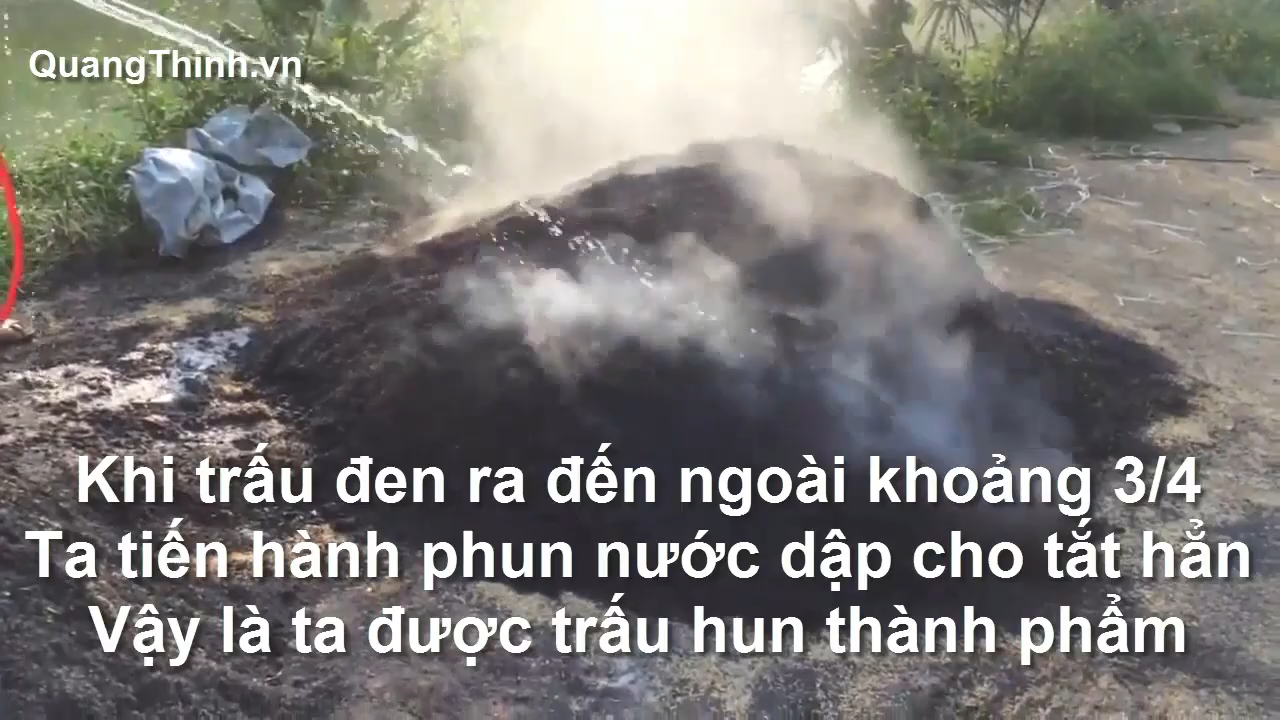 QuangThinh.vn
Khi trấu đen ra đến ngoài khoảng 3/4
Ta tiến hành phun nước dập cho tắt hẳn
Vậy là ta được trấu hun thành phẩm